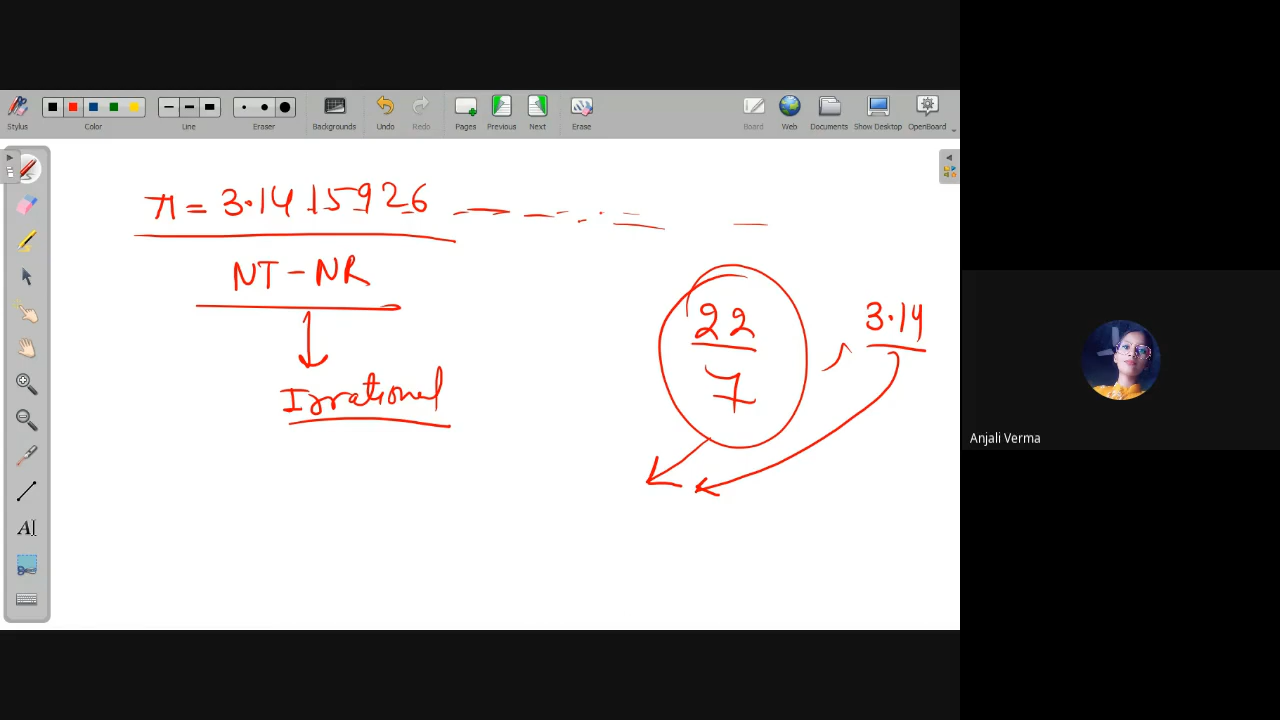 Stylus Color Line Eraser Backgrounds Undo Redo Pages Previous Next Erase Board Web Documents Show Desktop OpenBoard
π = 3.1415926
NT - NR
Irrational
22
7
, 3.14
Anjali Verma